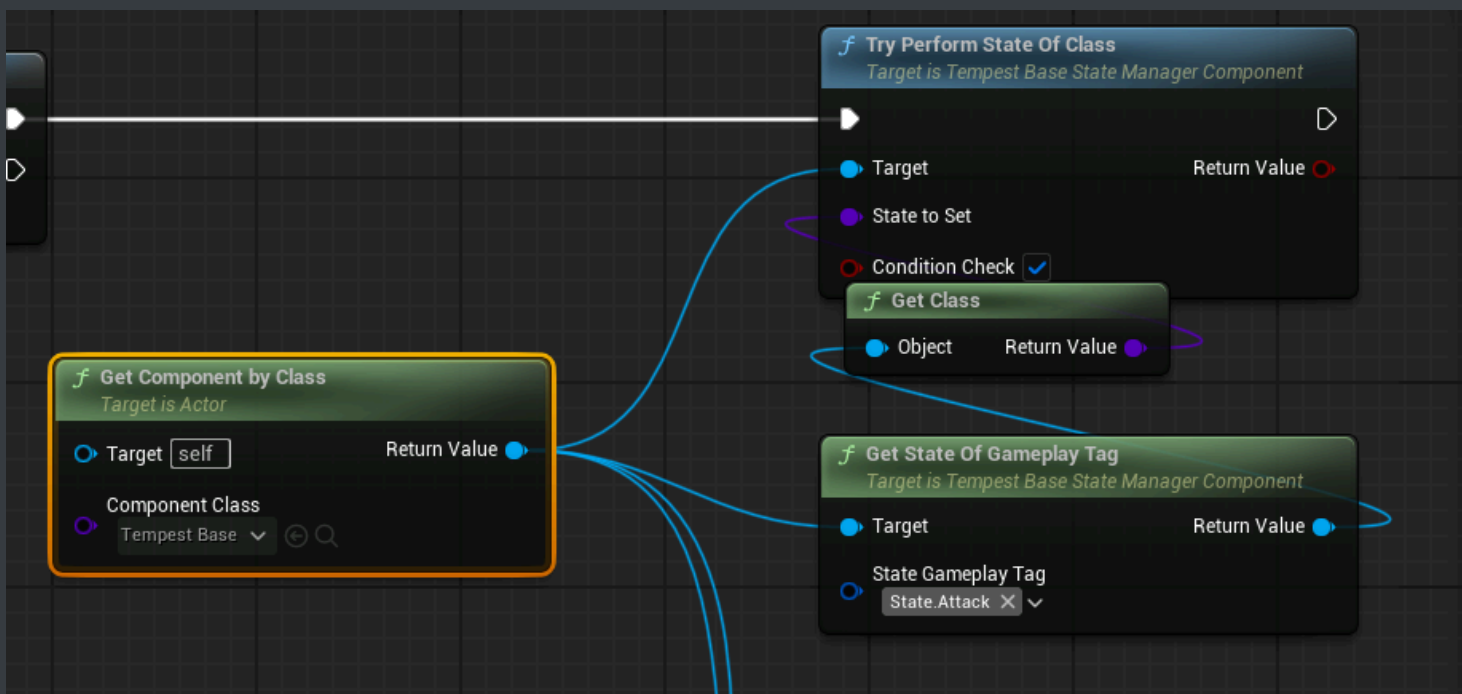 Try Perform State Of Class
Target is Tempest Base State Manager Component
Target
Return Value
State to Set
Condition Check
Get Class
Object
Return Value
Get Component by Class
Target is Actor
Target self
Return Value
Component Class
Tempest Base
Get State Of Gameplay Tag
Target is Tempest Base State Manager Component
Target
Return Value
State Gameplay Tag
State.Attack